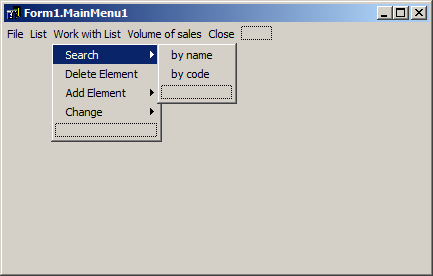 Form1.MainMenu1
File List Work with List Volume of sales Close
Search
Delete Element
Add Element
Change
by name
by code